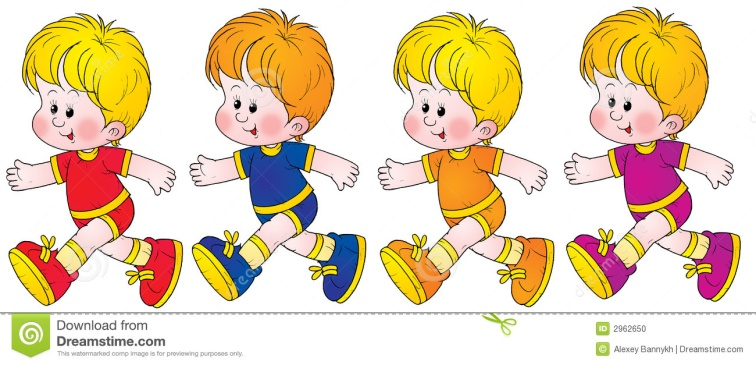 Download from
Dreamstime.com
This watermarked comp image is for previewing purposes only.
ID 2962650
© Alexey Bannykh | Dreamstime.com